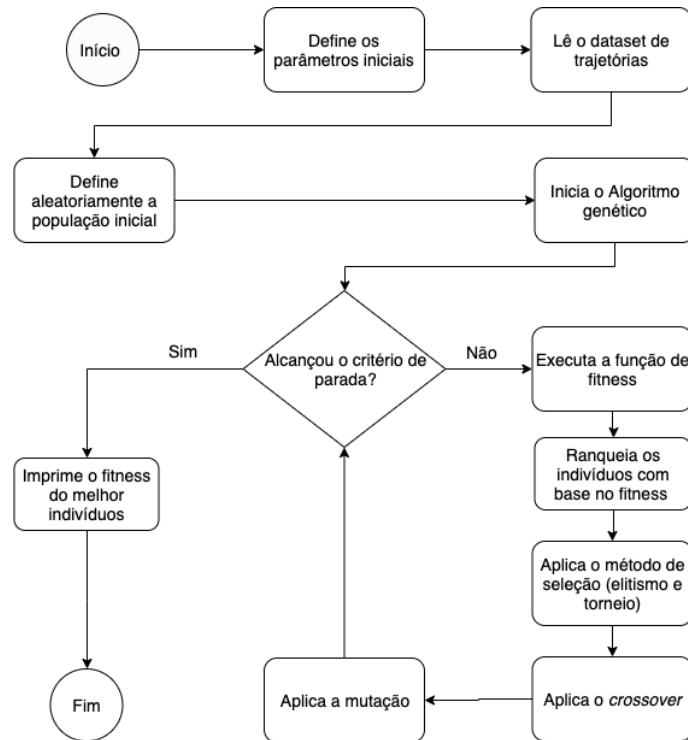 Início
Define os
parâmetros iniciais
Lê o dataset de
trajetórias
Define
aleatoriamente a
população inicial
Inicia o Algoritmo
genético
Alcançou o critério de
parada?
Sim
Não
Executa a função de
fitness
Ranqueia os
indivíduos com
base no fitness
Aplica o método de
seleção (elitismo e
torneio)
Aplica o crossover
Aplica a mutação
Imprime o fitness
do melhor
indivíduos
Fim